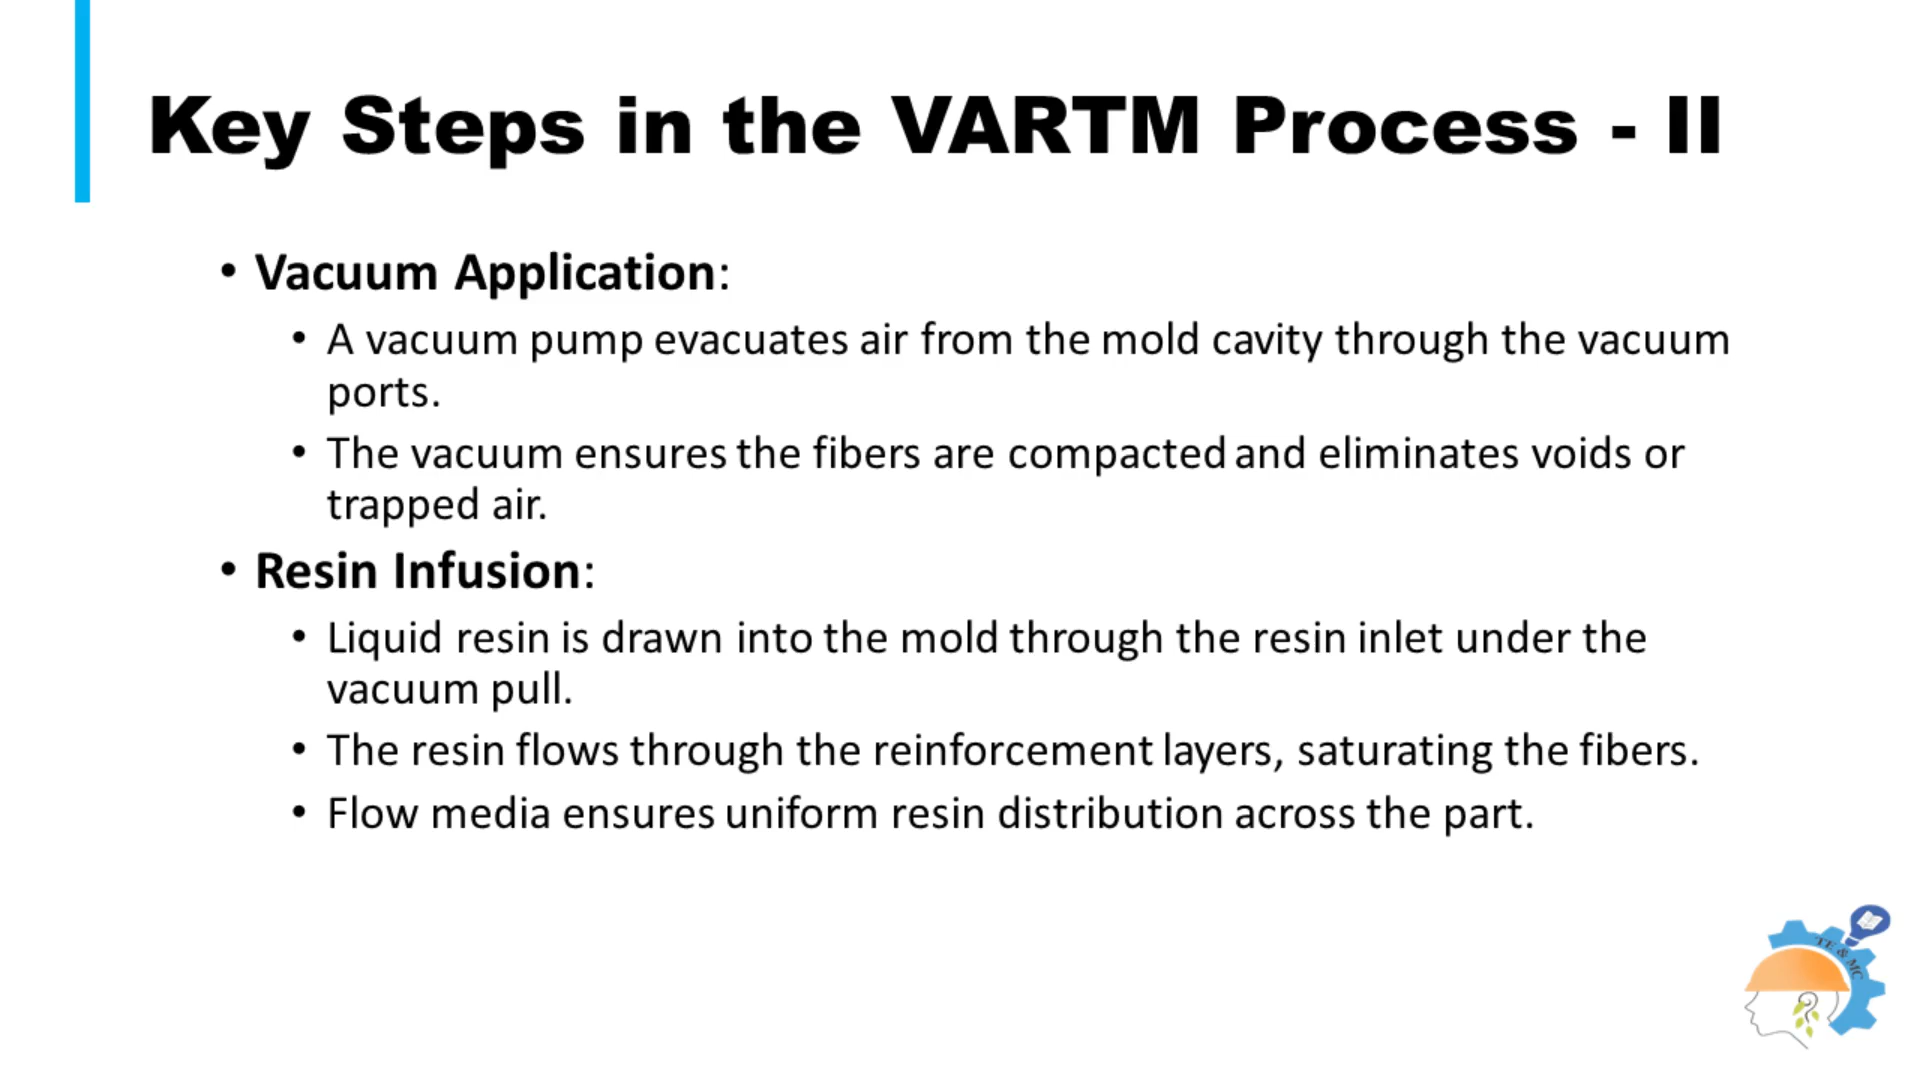 Key Steps in the VARTM Process - II
• Vacuum Application:
• A vacuum pump evacuates air from the mold cavity through the vacuum
ports.
• The vacuum ensures the fibers are compacted and eliminates voids or
trapped air.
• Resin Infusion:
• Liquid resin is drawn into the mold through the resin inlet under the
vacuum pull.
• The resin flows through the reinforcement layers, saturating the fibers.
• Flow media ensures uniform resin distribution across the part.
TE & MC